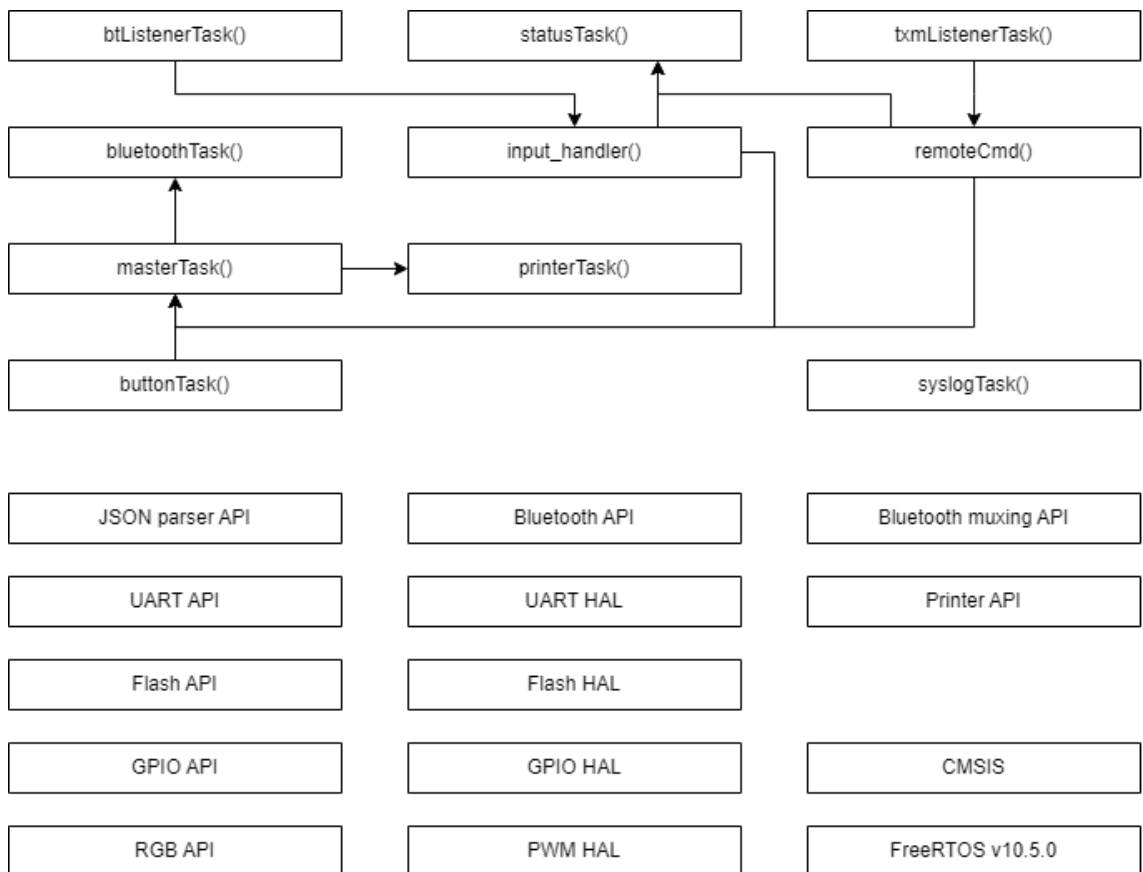 btListenerTask()
statusTask()
txmListenerTask()
bluetoothTask()
input_handler()
remoteCmd()
masterTask()
printerTask()
buttonTask()
syslogTask()
JSON parser API
Bluetooth API
Bluetooth muxing API
UART API
UART HAL
Printer API
Flash API
Flash HAL
GPIO API
GPIO HAL
CMSIS
RGB API
PWM HAL
FreeRTOS v10.5.0